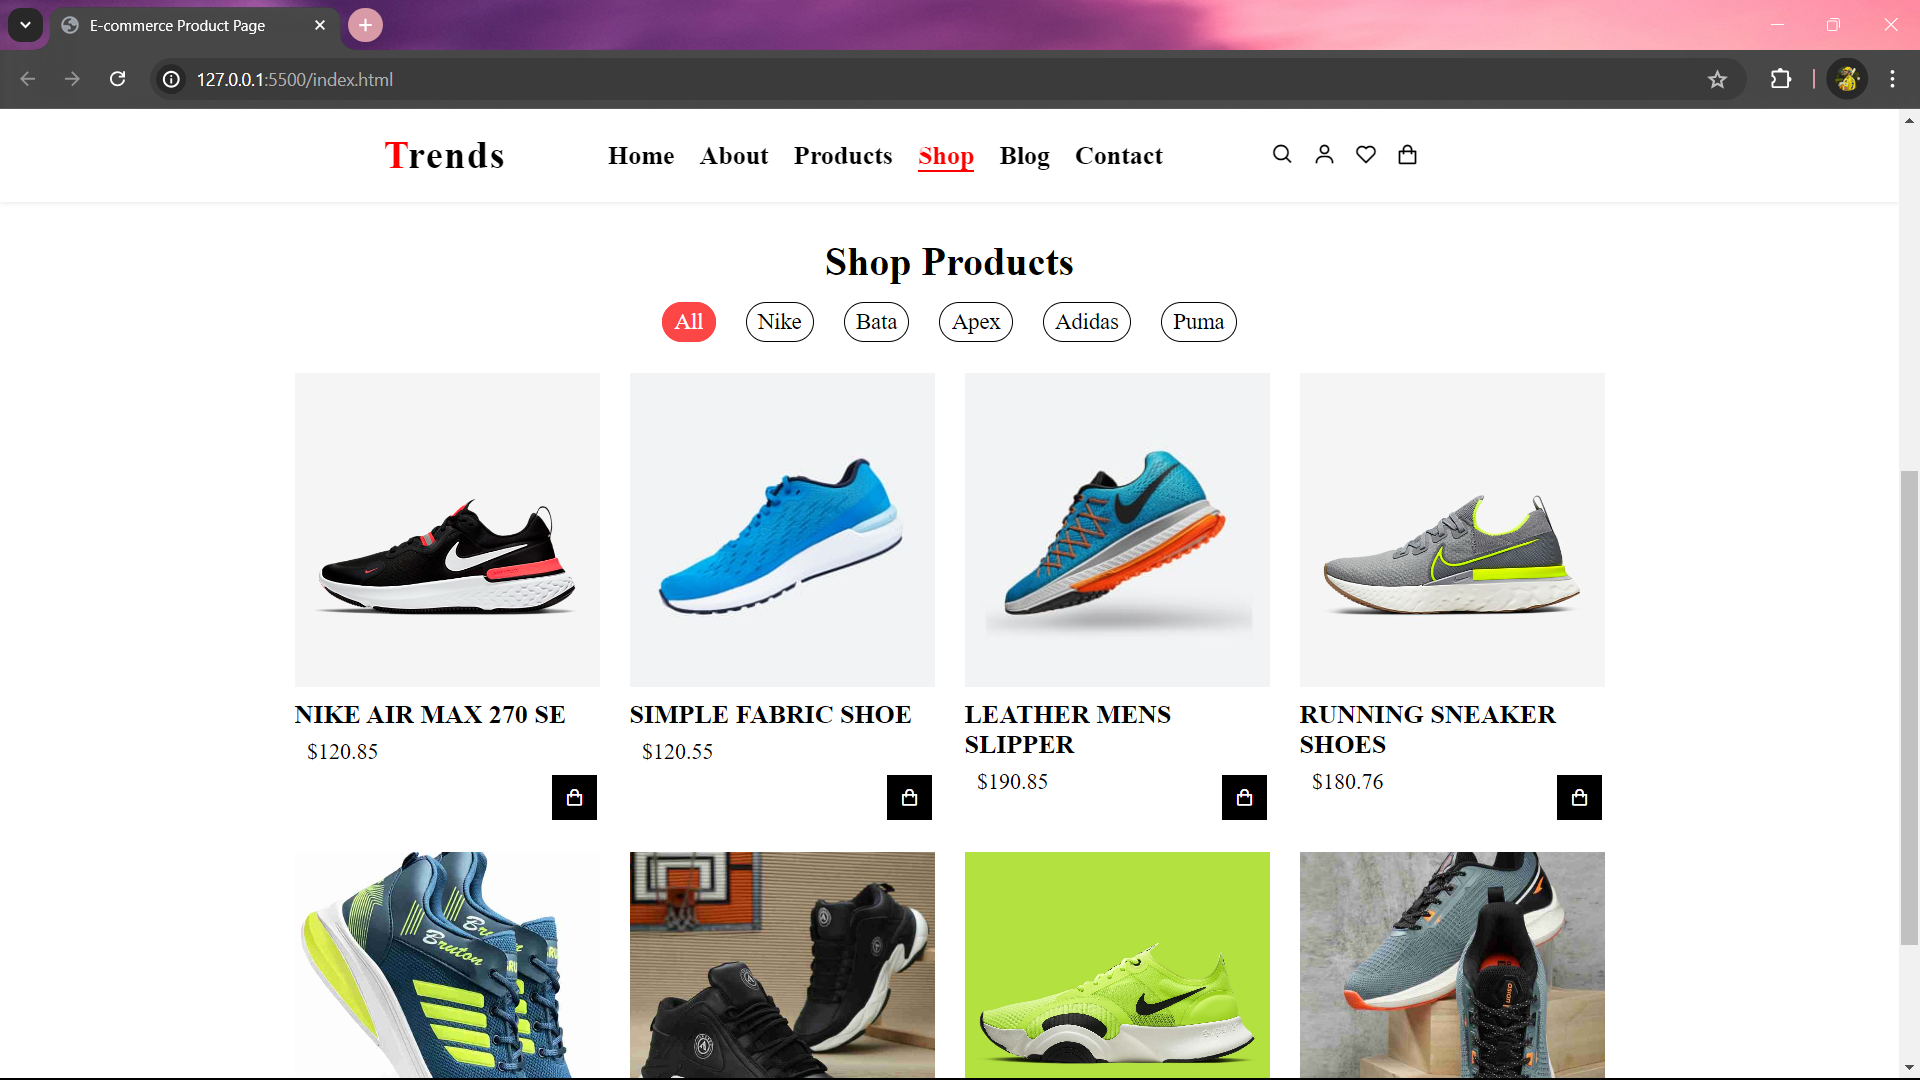 E-commerce Product Page
127.0.0.1:5500/index.html
Trends
Home About Products Shop Blog Contact
Shop Products
All Nike Bata Apex Adidas Puma
NIKE AIR MAX 270 SE
$120.85
SIMPLE FABRIC SHOE
$120.55
LEATHER MENS
SLIPPER
$190.85
RUNNING SNEAKER
SHOES
$180.76
Bruton